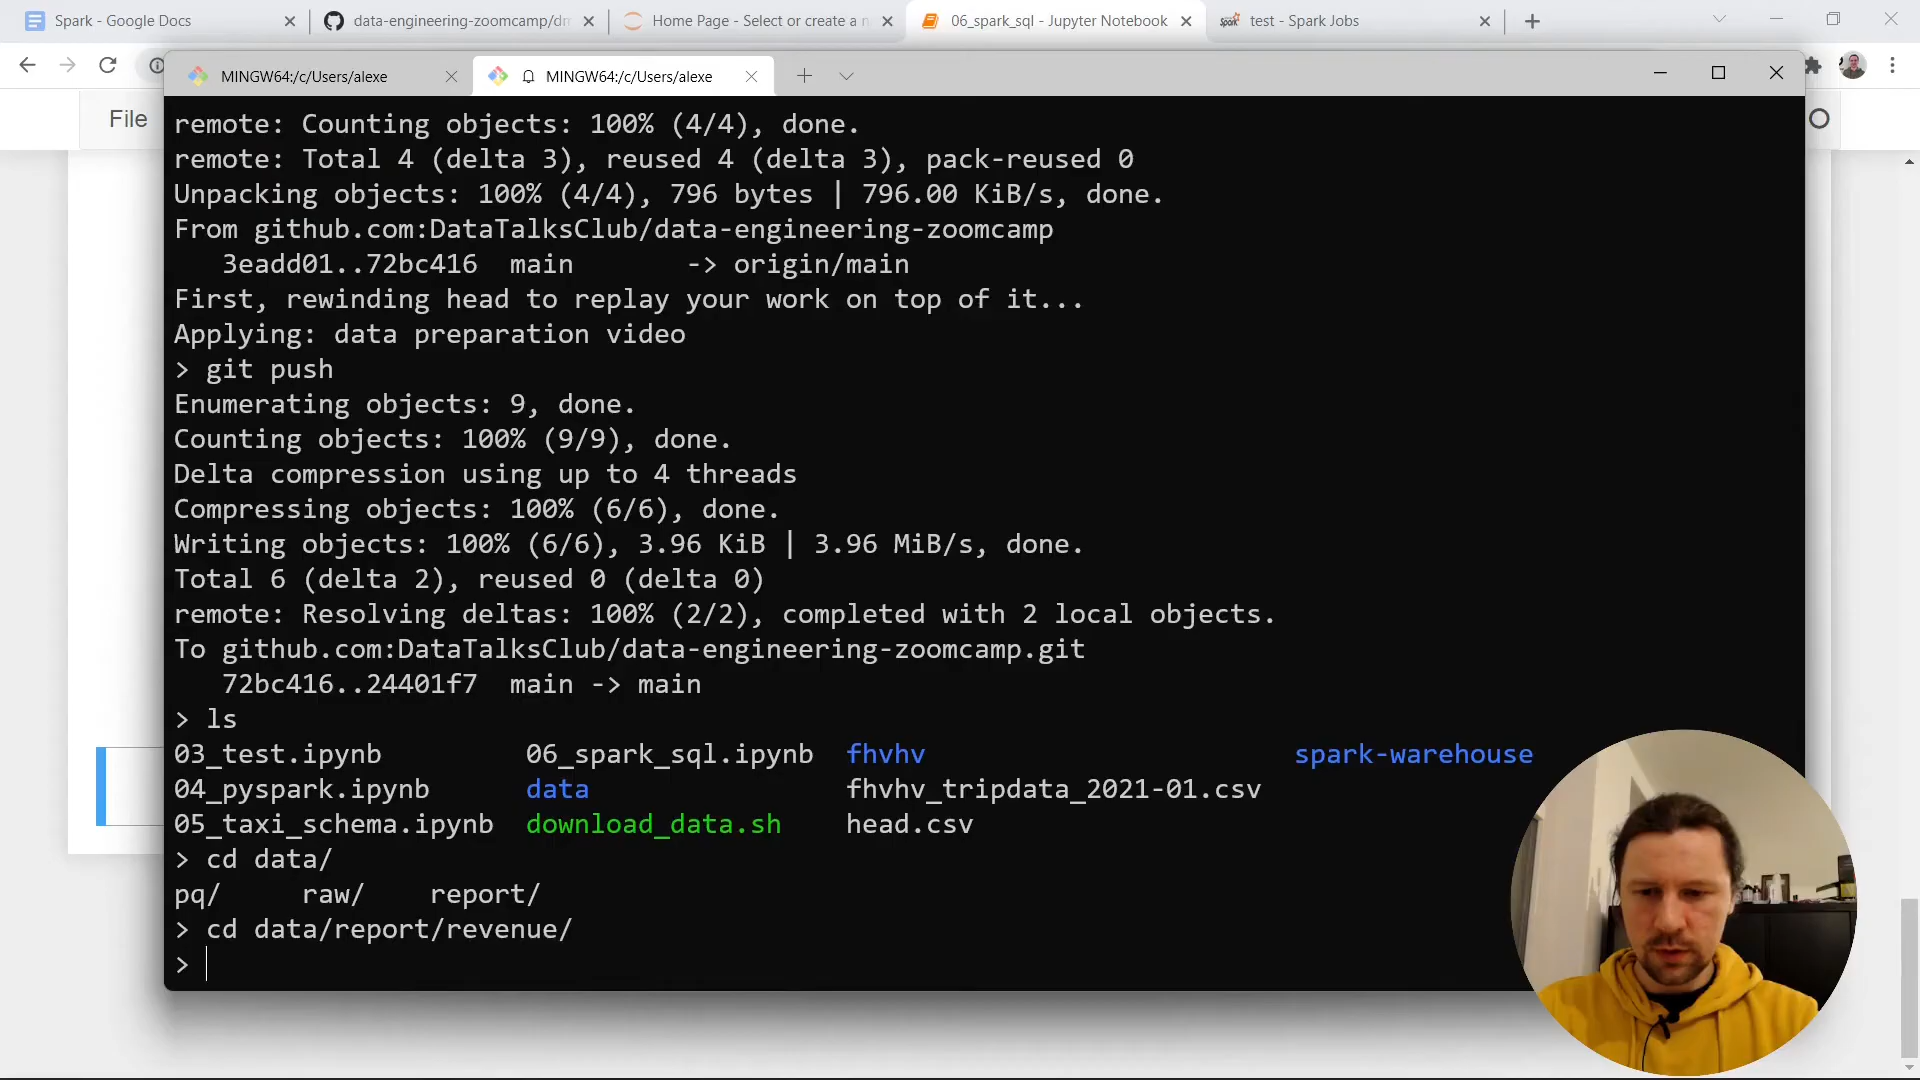 Spark - Google Docs
data-engineering-zoomcamp/dm
Home Page - Select or create a n
06_spark_sql - Jupyter Notebook
test - Spark Jobs
MINGW64:/c/Users/alexe
MINGW64:/c/Users/alexe
File
remote: Counting objects: 100% (4/4), done.
remote: Total 4 (delta 3), reused 4 (delta 3), pack-reused 0
Unpacking objects: 100% (4/4), 796 bytes | 796.00 KiB/s, done.
From github.com:DataTalksClub/data-engineering-zoomcamp
3eadd01..72bc416  main       -> origin/main
First, rewinding head to replay your work on top of it...
Applying: data preparation video
> git push
Enumerating objects: 9, done.
Counting objects: 100% (9/9), done.
Delta compression using up to 4 threads
Compressing objects: 100% (6/6), done.
Writing objects: 100% (6/6), 3.96 KiB | 3.96 MiB/s, done.
Total 6 (delta 2), reused 0 (delta 0)
remote: Resolving deltas: 100% (2/2), completed with 2 local objects.
To github.com:DataTalksClub/data-engineering-zoomcamp.git
72bc416..24401f7  main -> main
> ls
03_test.ipynb         06_spark_sql.ipynb  fhvhv                       spark-warehouse
04_pyspark.ipynb      data                fhvhv_tripdata_2021-01.csv
05_taxi_schema.ipynb  download_data.sh    head.csv
> cd data/
pq/     raw/    report/
> cd data/report/revenue/
>